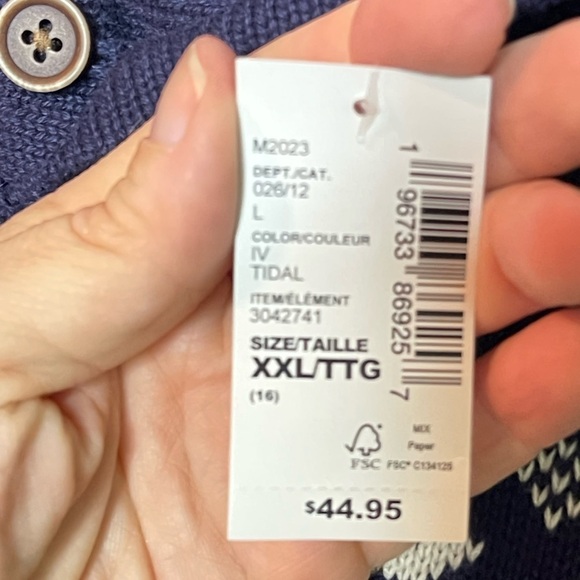 M2023
DEPT./CAT.
026/12
L
COLOR/COULEUR
IV
TIDAL
ITEM/ÉLÉMENT
3042741
SIZE/TAILLE
XXL/TTG
(16)
1 96733 86925 7
MIX
Paper
FSC FSC® C134125
$44.95